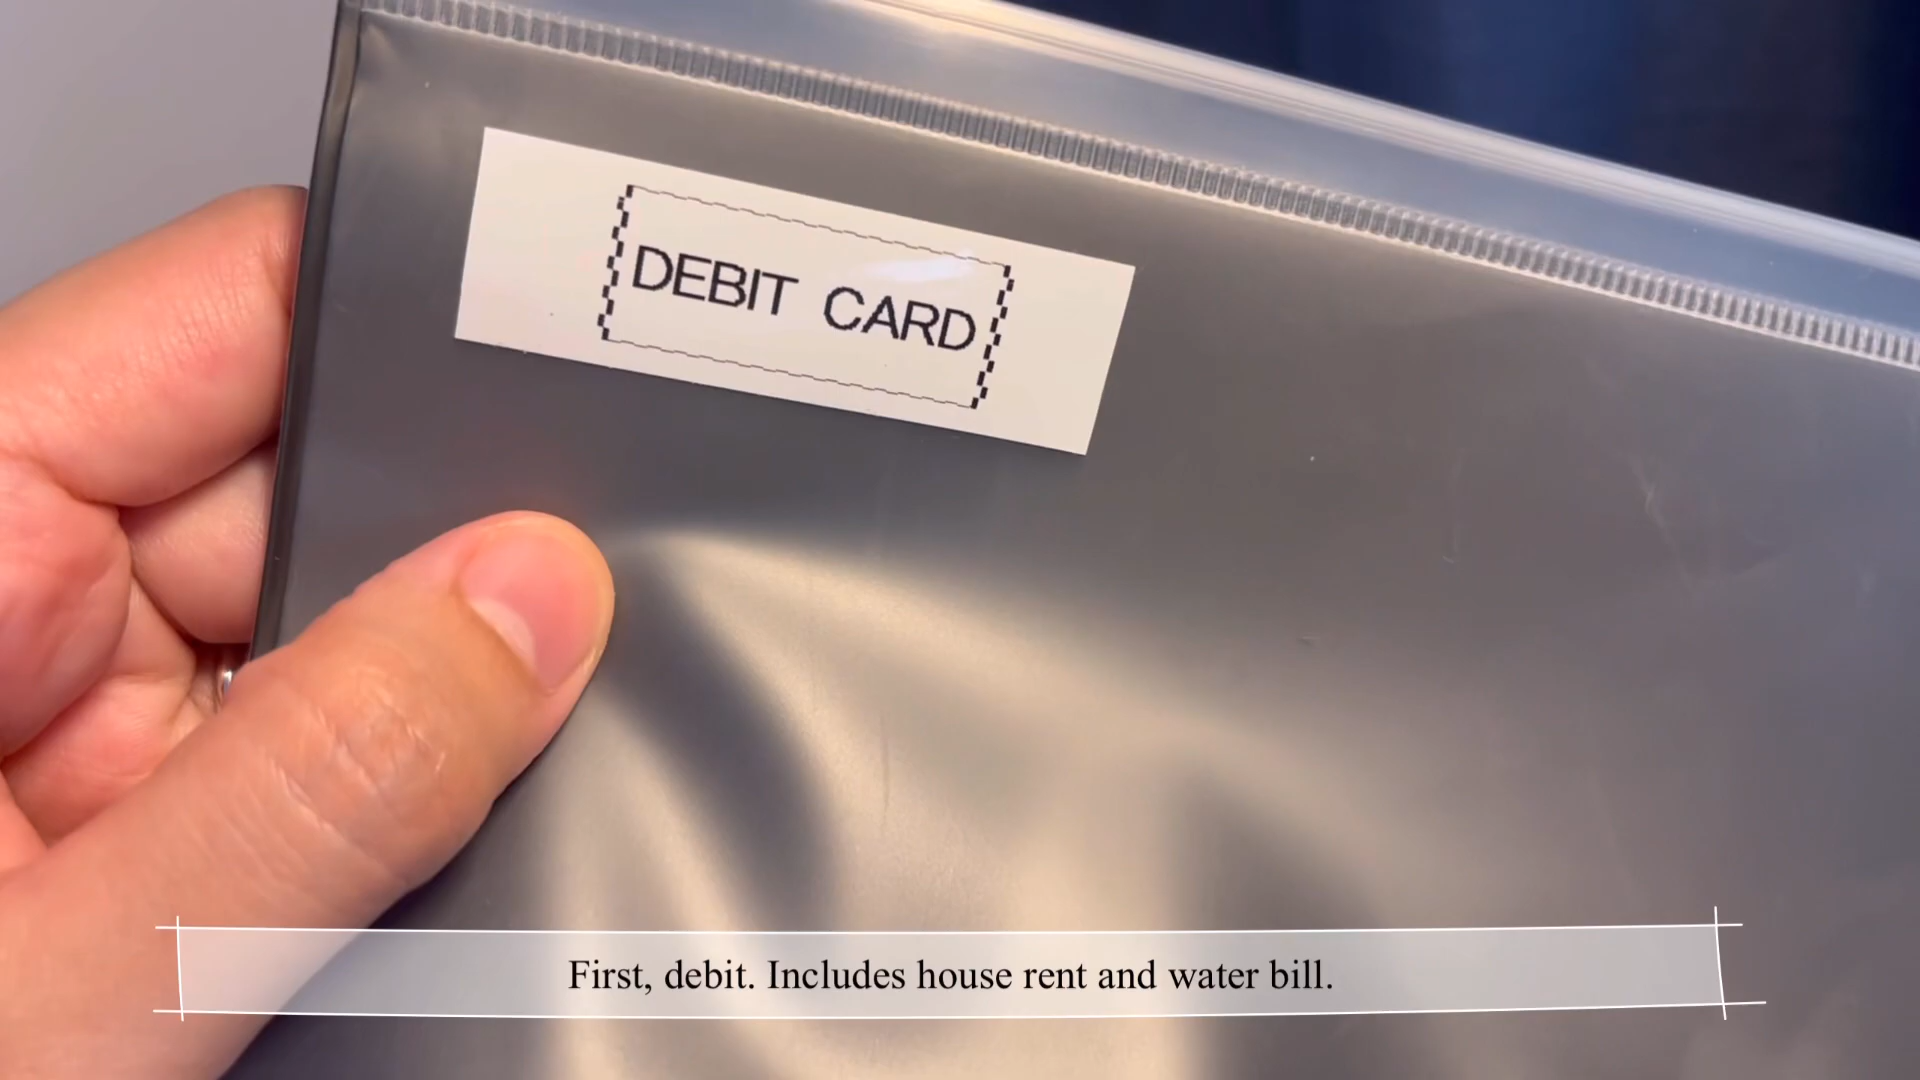 DEBIT CARD
First, debit. Includes house rent and water bill.